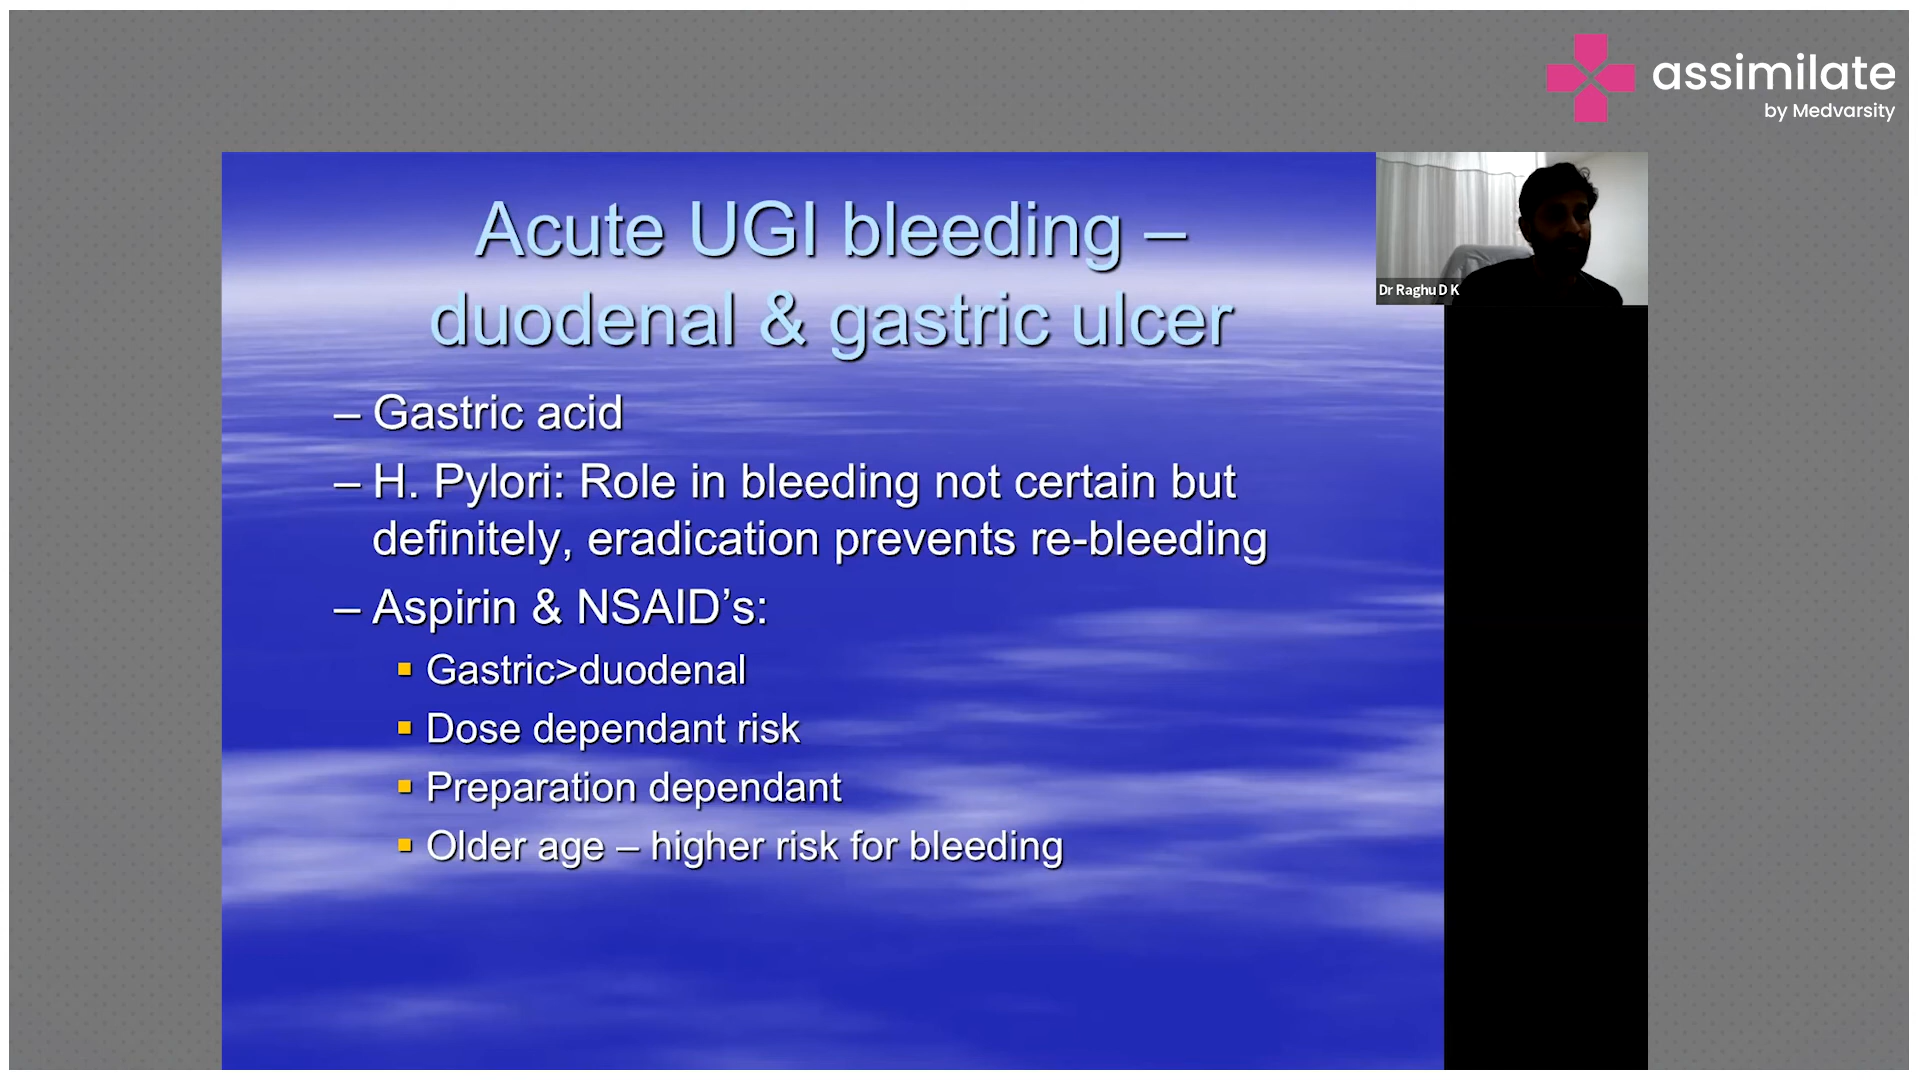 assimilate
by Medvarsity
Acute UGI bleeding –
duodenal & gastric ulcer
Dr Raghu D K
– Gastric acid
– H. Pylori: Role in bleeding not certain but
definitely, eradication prevents re-bleeding
– Aspirin & NSAID’s:
▪ Gastric>duodenal
▪ Dose dependant risk
▪ Preparation dependant
▪ Older age – higher risk for bleeding